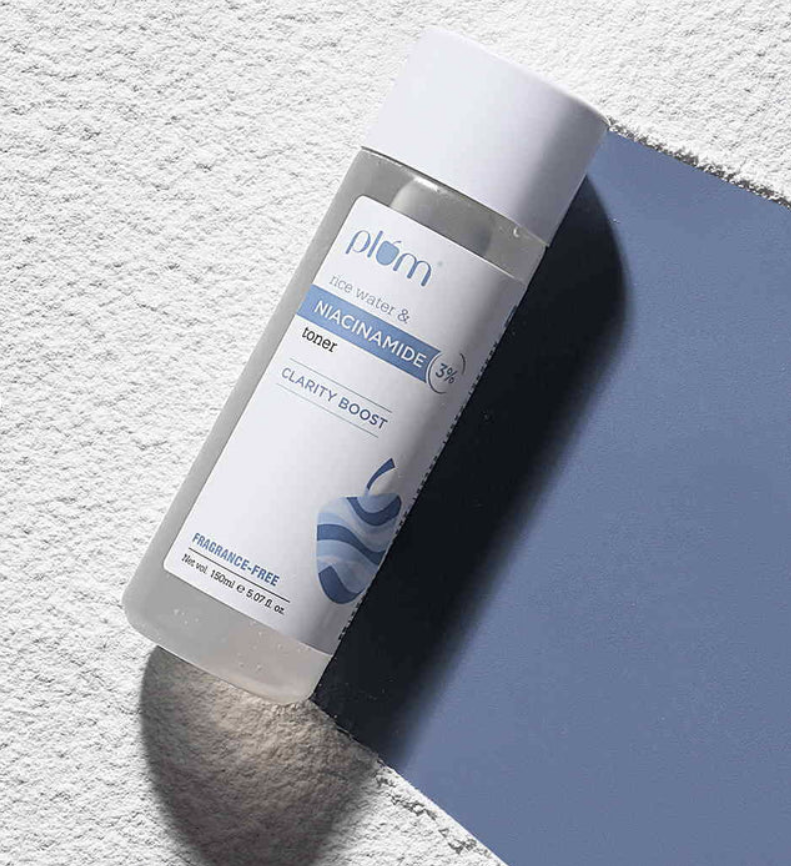 plum®
rice water &
NIACINAMIDE 3%
toner
CLARITY BOOST
FRAGRANCE-FREE
Net vol. 150ml ℮ 5.07 fl. oz.